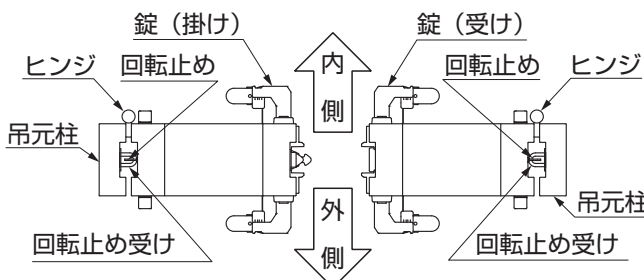 錠（掛け）
錠（受け）
ヒンジ
回転止め
内側
回転止め
ヒンジ
吊元柱
外側
吊元柱
回転止め受け
回転止め受け